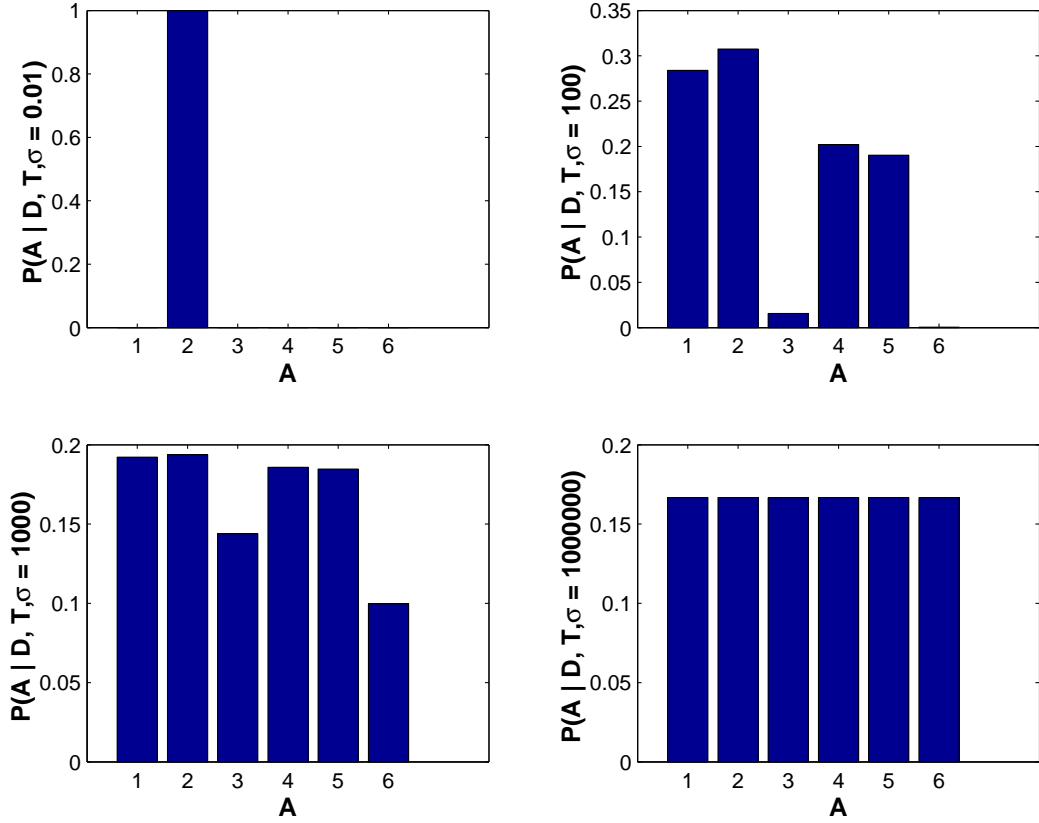 1
0.8
0.6
0.4
0.2
0
P(A | D, T,σ = 0.01)
1 2 3 4 5 6
A
0.35
0.3
0.25
0.2
0.15
0.1
0.05
0
P(A | D, T,σ = 100)
1 2 3 4 5 6
A
0.2
0.15
0.1
0.05
0
P(A | D, T,σ = 1000)
1 2 3 4 5 6
A
0.2
0.15
0.1
0.05
0
P(A | D, T,σ = 1000000)
1 2 3 4 5 6
A